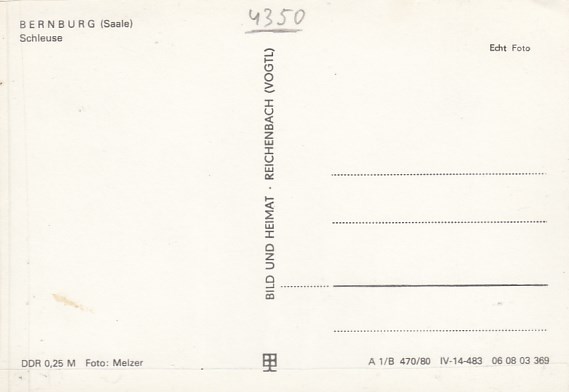 BERNBURG (Saale)
Schleuse
4350
Echt Foto
BILD UND HEIMAT · REICHENBACH (VOGTL)
DDR 0,25 M Foto: Melzer
A 1/B 470/80 IV-14-483 06 08 03 369